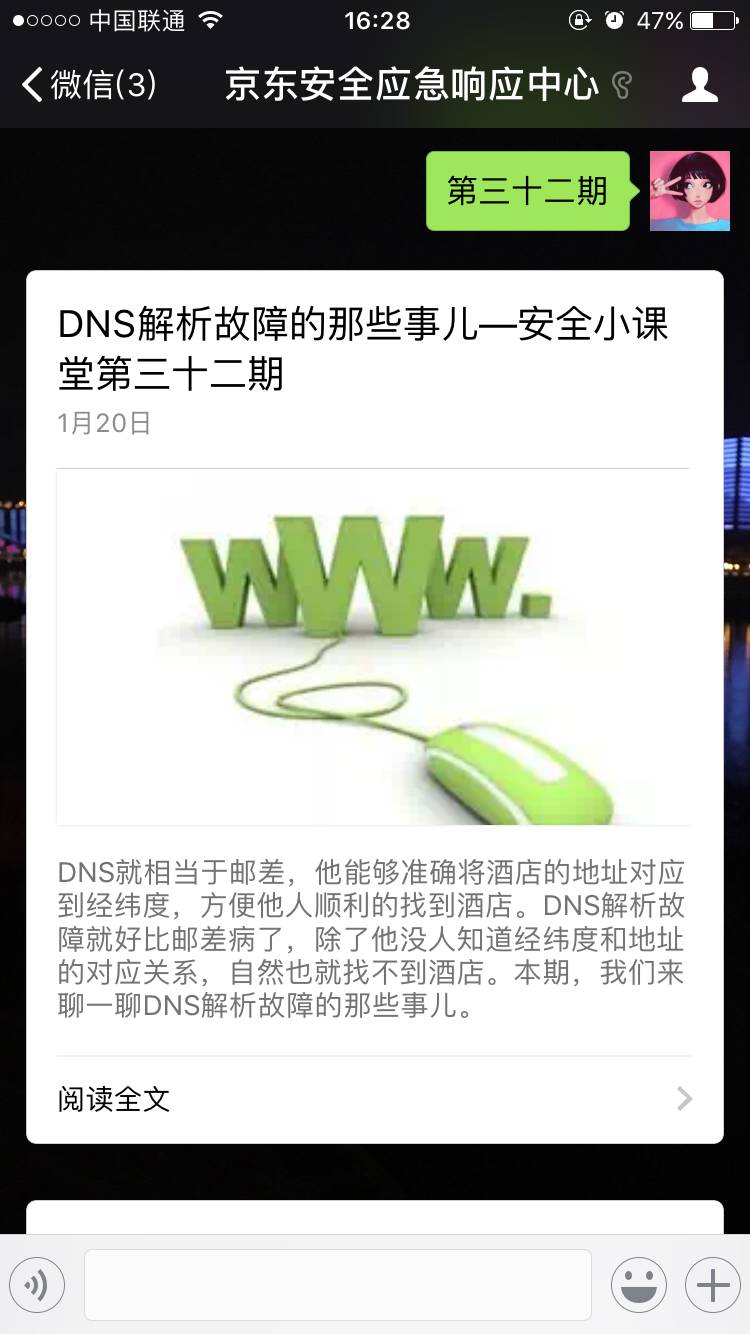 中国联通
16:28
47%
微信(3)
京东安全应急响应中心
第三十二期
DNS解析故障的那些事儿—安全小课
堂第三十二期
1月20日
www.
DNS就相当于邮差，他能够准确将酒店的地址对应
到经纬度，方便他人顺利的找到酒店。DNS解析故
障就好比邮差病了，除了他没人知道经纬度和地址
的对应关系，自然也就找不到酒店。本期，我们来
聊一聊DNS解析故障的那些事儿。
阅读全文